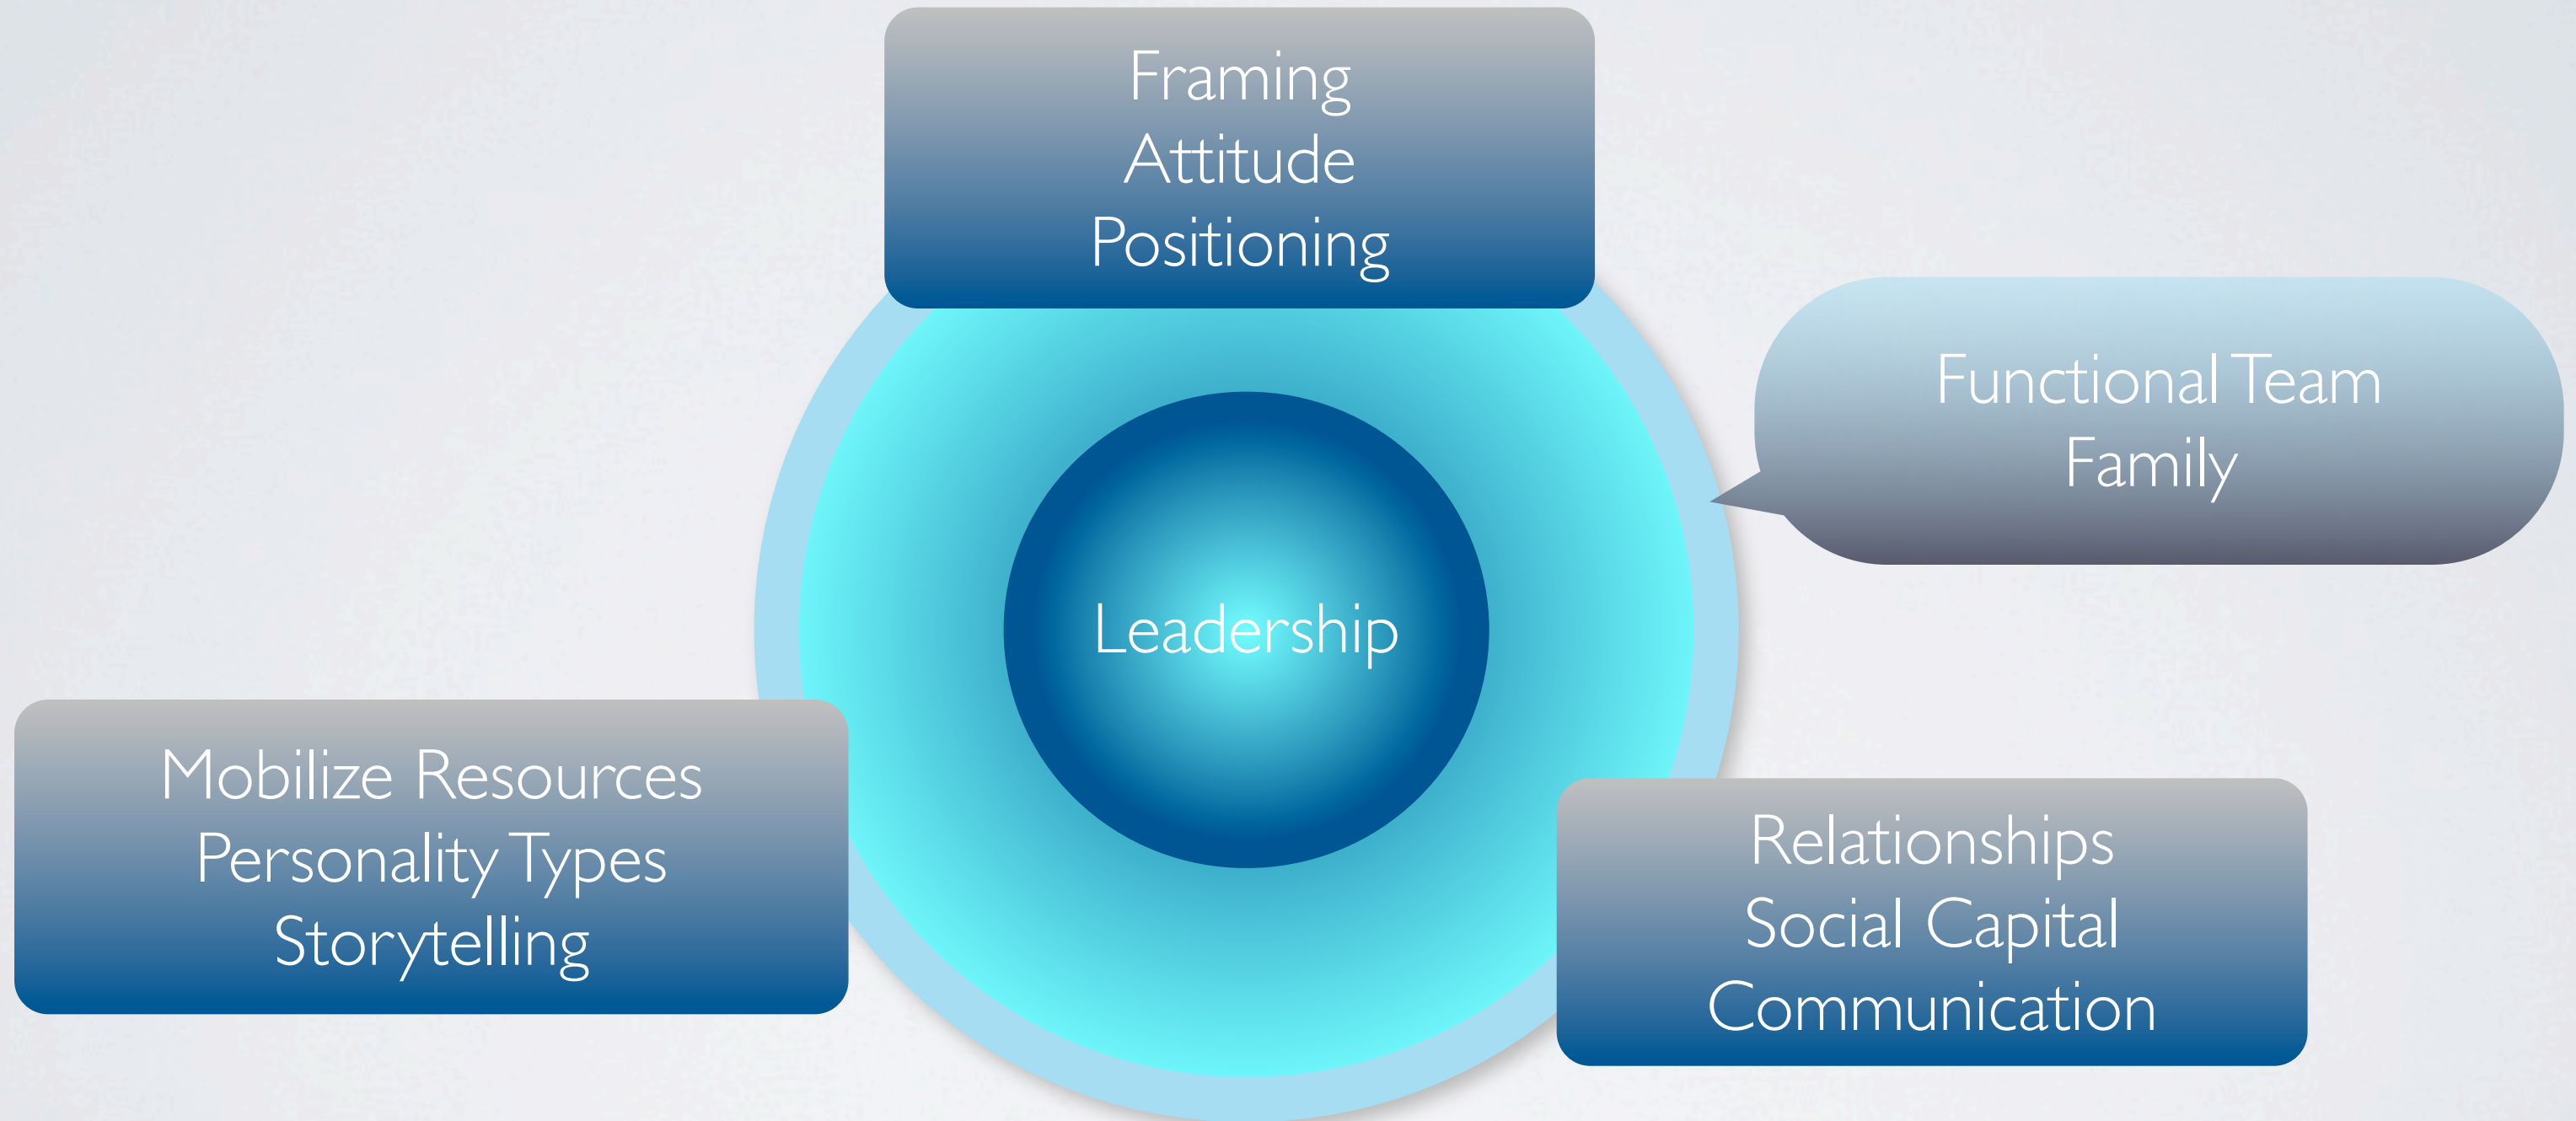 Framing
Attitude
Positioning
Functional Team
Family
Leadership
Mobilize Resources
Personality Types
Storytelling
Relationships
Social Capital
Communication